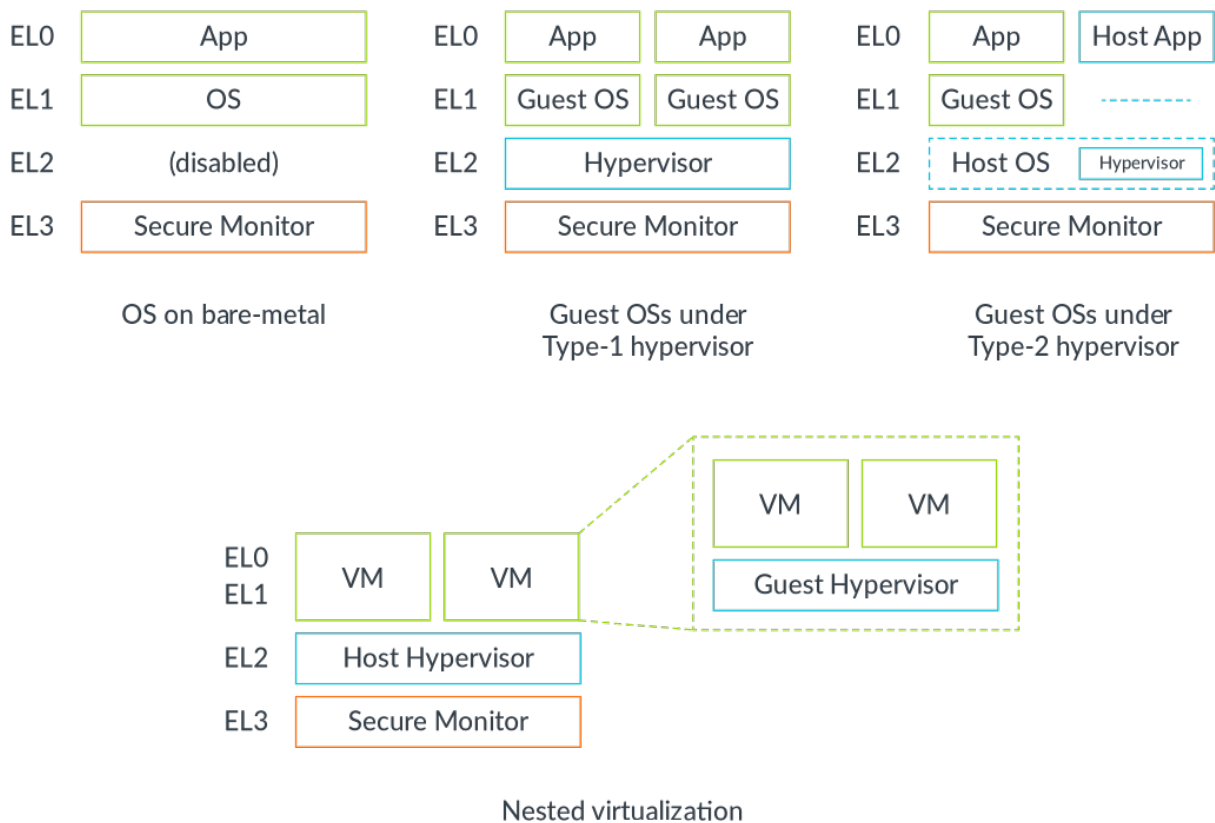 EL0 App
EL1 OS
EL2 (disabled)
EL3 Secure Monitor
OS on bare-metal
EL0 App App
EL1 Guest OS Guest OS
EL2 Hypervisor
EL3 Secure Monitor
Guest OSs under
Type-1 hypervisor
EL0 App Host App
EL1 Guest OS
EL2 Host OS Hypervisor
EL3 Secure Monitor
Guest OSs under
Type-2 hypervisor
EL0
EL1
VM VM
EL2 Host Hypervisor
EL3 Secure Monitor
VM VM
Guest Hypervisor
Nested virtualization